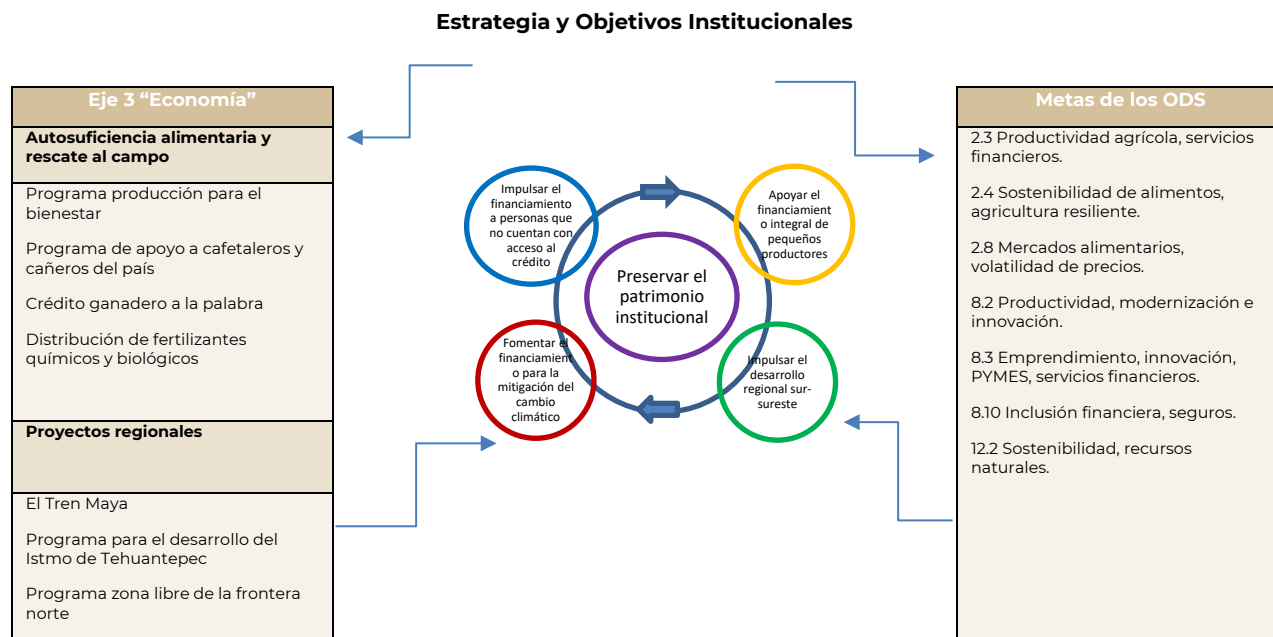 Estrategia y Objetivos Institucionales
Eje 3 “Economía”
Autosuficiencia alimentaria y
rescate al campo
Programa producción para el
bienestar
Programa de apoyo a cafetaleros y
cañeros del país
Crédito ganadero a la palabra
Distribución de fertilizantes
químicos y biológicos
Proyectos regionales
El Tren Maya
Programa para el desarrollo del
Istmo de Tehuantepec
Programa zona libre de la frontera
norte
Impulsar el
financiamiento
a personas que
no cuentan con
acceso al
crédito
Apoyar el
financiamient
o integral de
pequeños
productores
Preservar el
patrimonio
institucional
Fomentar el
financiamient
o para la
mitigación del
cambio
climático
Impulsar el
desarrollo
regional sur-
sureste
Metas de los ODS
2.3 Productividad agrícola, servicios
financieros.
2.4 Sostenibilidad de alimentos,
agricultura resiliente.
2.8 Mercados alimentarios,
volatilidad de precios.
8.2 Productividad, modernización e
innovación.
8.3 Emprendimiento, innovación,
PYMES, servicios financieros.
8.10 Inclusión financiera, seguros.
12.2 Sostenibilidad, recursos
naturales.